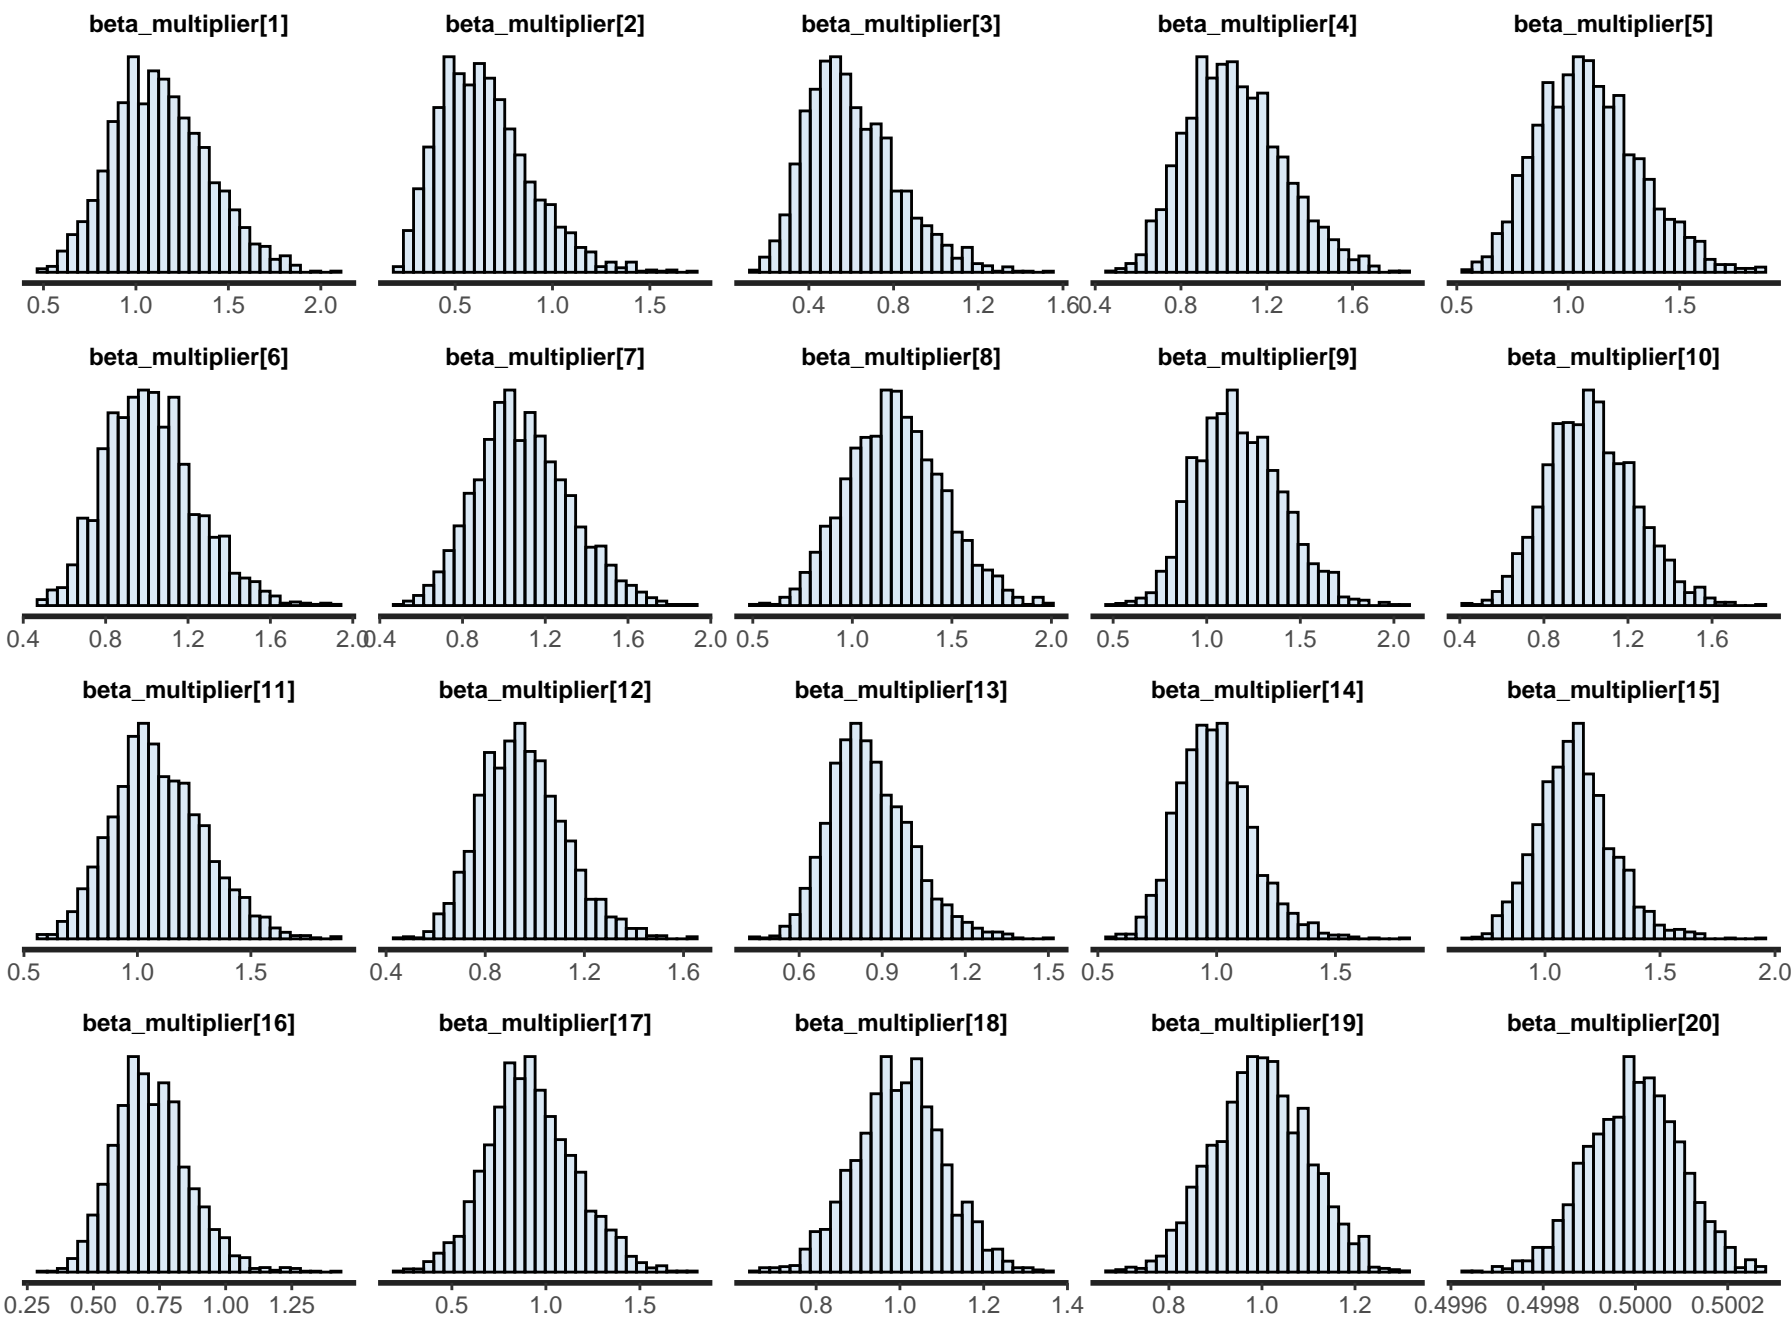 beta_multiplier[1] beta_multiplier[2] beta_multiplier[3] beta_multiplier[4] beta_multiplier[5]
0.5 1.0 1.5 2.0 0.5 1.0 1.5 0.4 0.8 1.2 1.6 0.4 0.8 1.2 1.6 0.5 1.0 1.5
beta_multiplier[6] beta_multiplier[7] beta_multiplier[8] beta_multiplier[9] beta_multiplier[10]
0.4 0.8 1.2 1.6 2.0 0.4 0.8 1.2 1.6 2.0 0.5 1.0 1.5 2.0 0.5 1.0 1.5 2.0 0.4 0.8 1.2 1.6
beta_multiplier[11] beta_multiplier[12] beta_multiplier[13] beta_multiplier[14] beta_multiplier[15]
0.5 1.0 1.5 0.4 0.8 1.2 1.6 0.6 0.9 1.2 1.5 0.5 1.0 1.5 1.0 1.5 2.0
beta_multiplier[16] beta_multiplier[17] beta_multiplier[18] beta_multiplier[19] beta_multiplier[20]
0.25 0.50 0.75 1.00 1.25 0.5 1.0 1.5 0.8 1.0 1.2 1.4 0.8 1.0 1.2 0.4996 0.4998 0.5000 0.5002